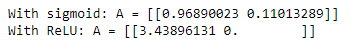 With sigmoid: A = [[0.96890023 0.11013289]]
With ReLU: A = [[3.43896131 0.        ]]